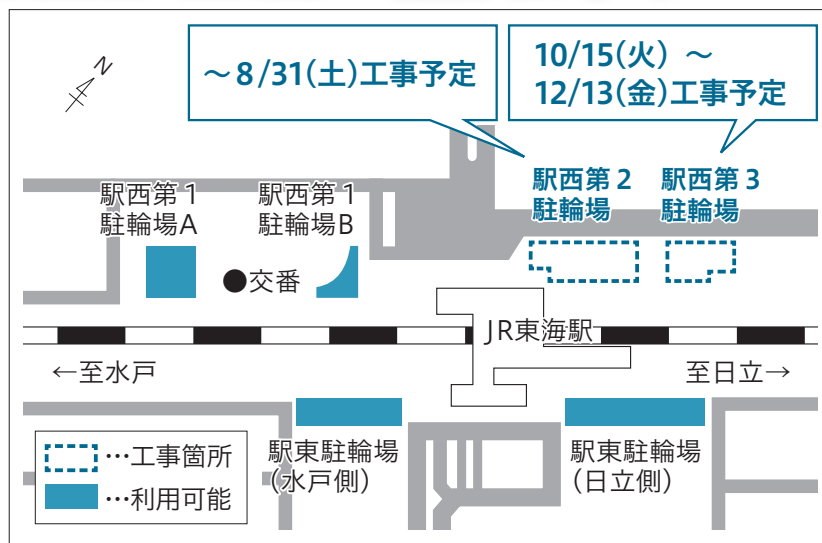 N
～8/31(土)工事予定
10/15(火) ～
12/13(金)工事予定
駅西第1
駐輪場A
駅西第1
駐輪場B
駅西第2
駐輪場
駅西第3
駐輪場
●交番
JR東海駅
←至水戸
至日立→
駅東駐輪場
(水戸側)
駅東駐輪場
(日立側)
…工事箇所
…利用可能